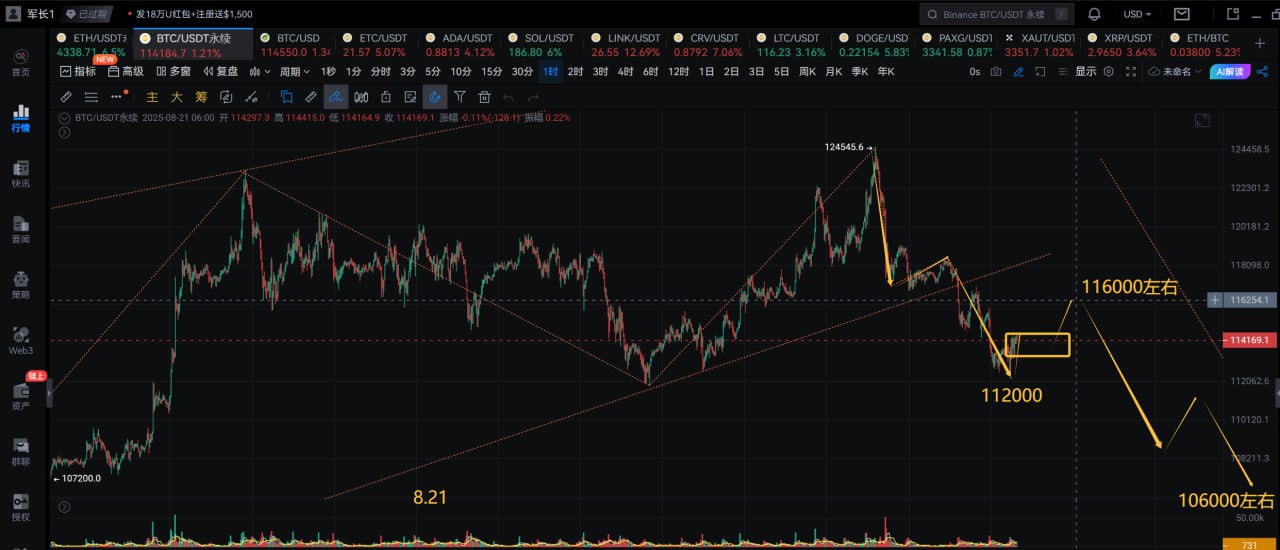 军长1 已过期 • 发18万U红包+注册送$1,500 Binance BTC/USDT 永续 / USD
ETH/USDT永 BTC/USDT永续 BTC/USD ETC/USDT ADA/USDT SOL/USDT LINK/USDT CRV/USDT LTC/USDT DOGE/USD PAXG/USD XAUT/USD XRP/USDT ETH/BTC
4338.71 6.5% 114184.7 1.21% 114550.0 1.34 21.57 5.07% 0.8813 4.12% 186.80 6% 26.55 12.69% 0.8792 7.06% 116.23 3.16% 0.22154 5.83 3341.58 0.87 3351.7 1.02% 2.9650 3.64% 0.03800 5.23
NEW
指标 高级 多窗 复盘 周期 1秒 1分 分时 3分 5分 10分 15分 30分 1时 2时 3时 4时 6时 12时 1日 2日 3日 5日 周K 月K 季K 年K 0s 显示 未命名 AI解读
主 大 筹
BTC/USDT永续 2025-08-21 06:00 开 114297.3 高 114415.0 低 114164.9 收 114169.1 涨幅 -0.11%(-128.1) 振幅 0.22%
首页
行情
快讯
要闻
策略
Web3
链上
资产
群聊
授权
124545.6
124458.5
122301.2
120181.2
118098.0
116000左右
116254.1
114169.1
112062.6
112000
110120.1
108211.3
107200.0
8.21
106000左右
50.00k
731